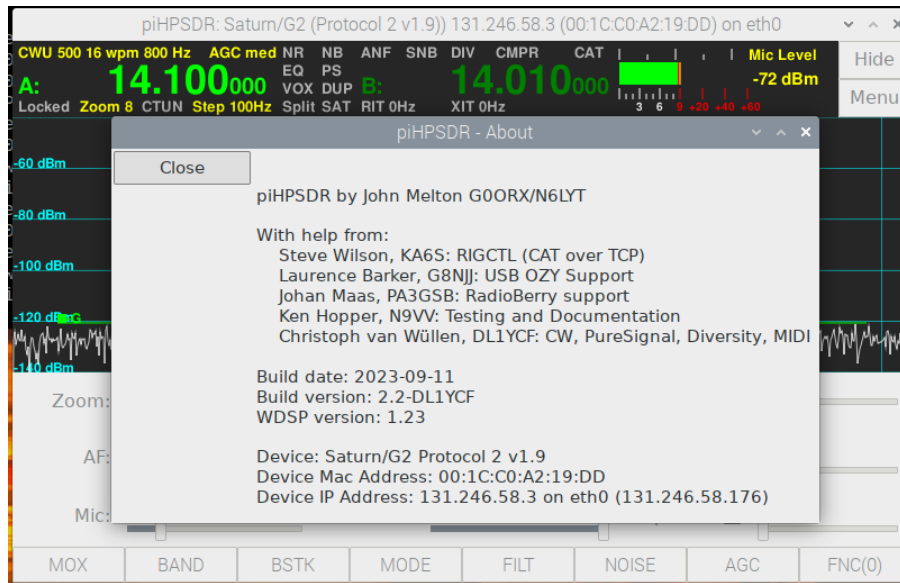 piHPSDR: Saturn/G2 (Protocol 2 v1.9)) 131.246.58.3 (00:1C:C0:A2:19:DD) on eth0
CWU 500 16 wpm 800 Hz AGC med NR NB ANF SNB DIV CMPR CAT Mic Level Hide
EQ PS
A: 14.100000 VOX DUP B: 14.010000 -72 dBm
Locked Zoom 8 CTUN Step 100Hz Split SAT RIT 0Hz XIT 0Hz 3 6 9 +20 +40 +60 Menu
piHPSDR - About
-60 dBm
Close
piHPSDR by John Melton G0ORX/N6LYT
-80 dBm
With help from:
Steve Wilson, KA6S: RIGCTL (CAT over TCP)
-100 dBm
Laurence Barker, G8NJJ: USB OZY Support
Johan Maas, PA3GSB: RadioBerry support
-120 dBm
Ken Hopper, N9VV: Testing and Documentation
Christoph van Wüllen, DL1YCF: CW, PureSignal, Diversity, MIDI
-140 dBm
Build date: 2023-09-11
Zoom:
Build version: 2.2-DL1YCF
WDSP version: 1.23
AF:
Device: Saturn/G2 Protocol 2 v1.9
Device Mac Address: 00:1C:C0:A2:19:DD
Device IP Address: 131.246.58.3 on eth0 (131.246.58.176)
Mic:
MOX BAND BSTK MODE FILT NOISE AGC FNC(0)